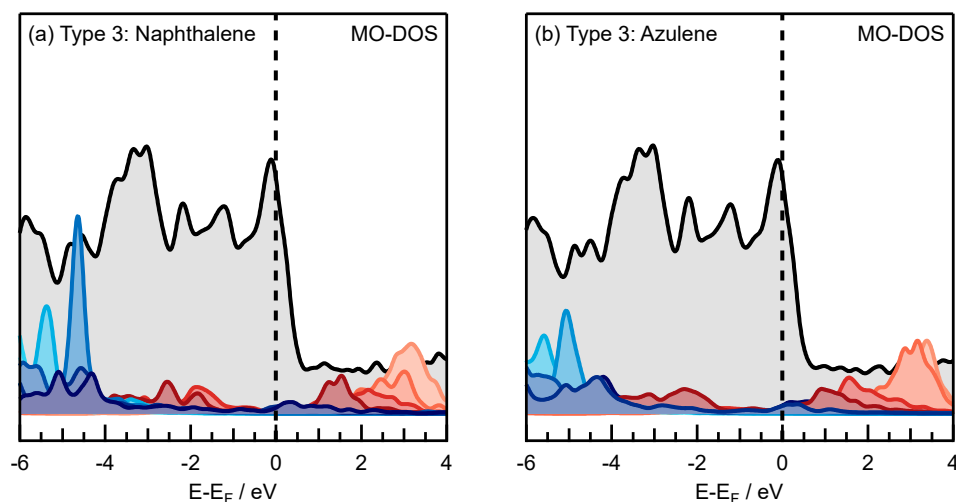 (a) Type 3: Naphthalene MO-DOS
-6 -4 -2 0 2 4
E-E_F / eV
(b) Type 3: Azulene MO-DOS
-6 -4 -2 0 2 4
E-E_F / eV